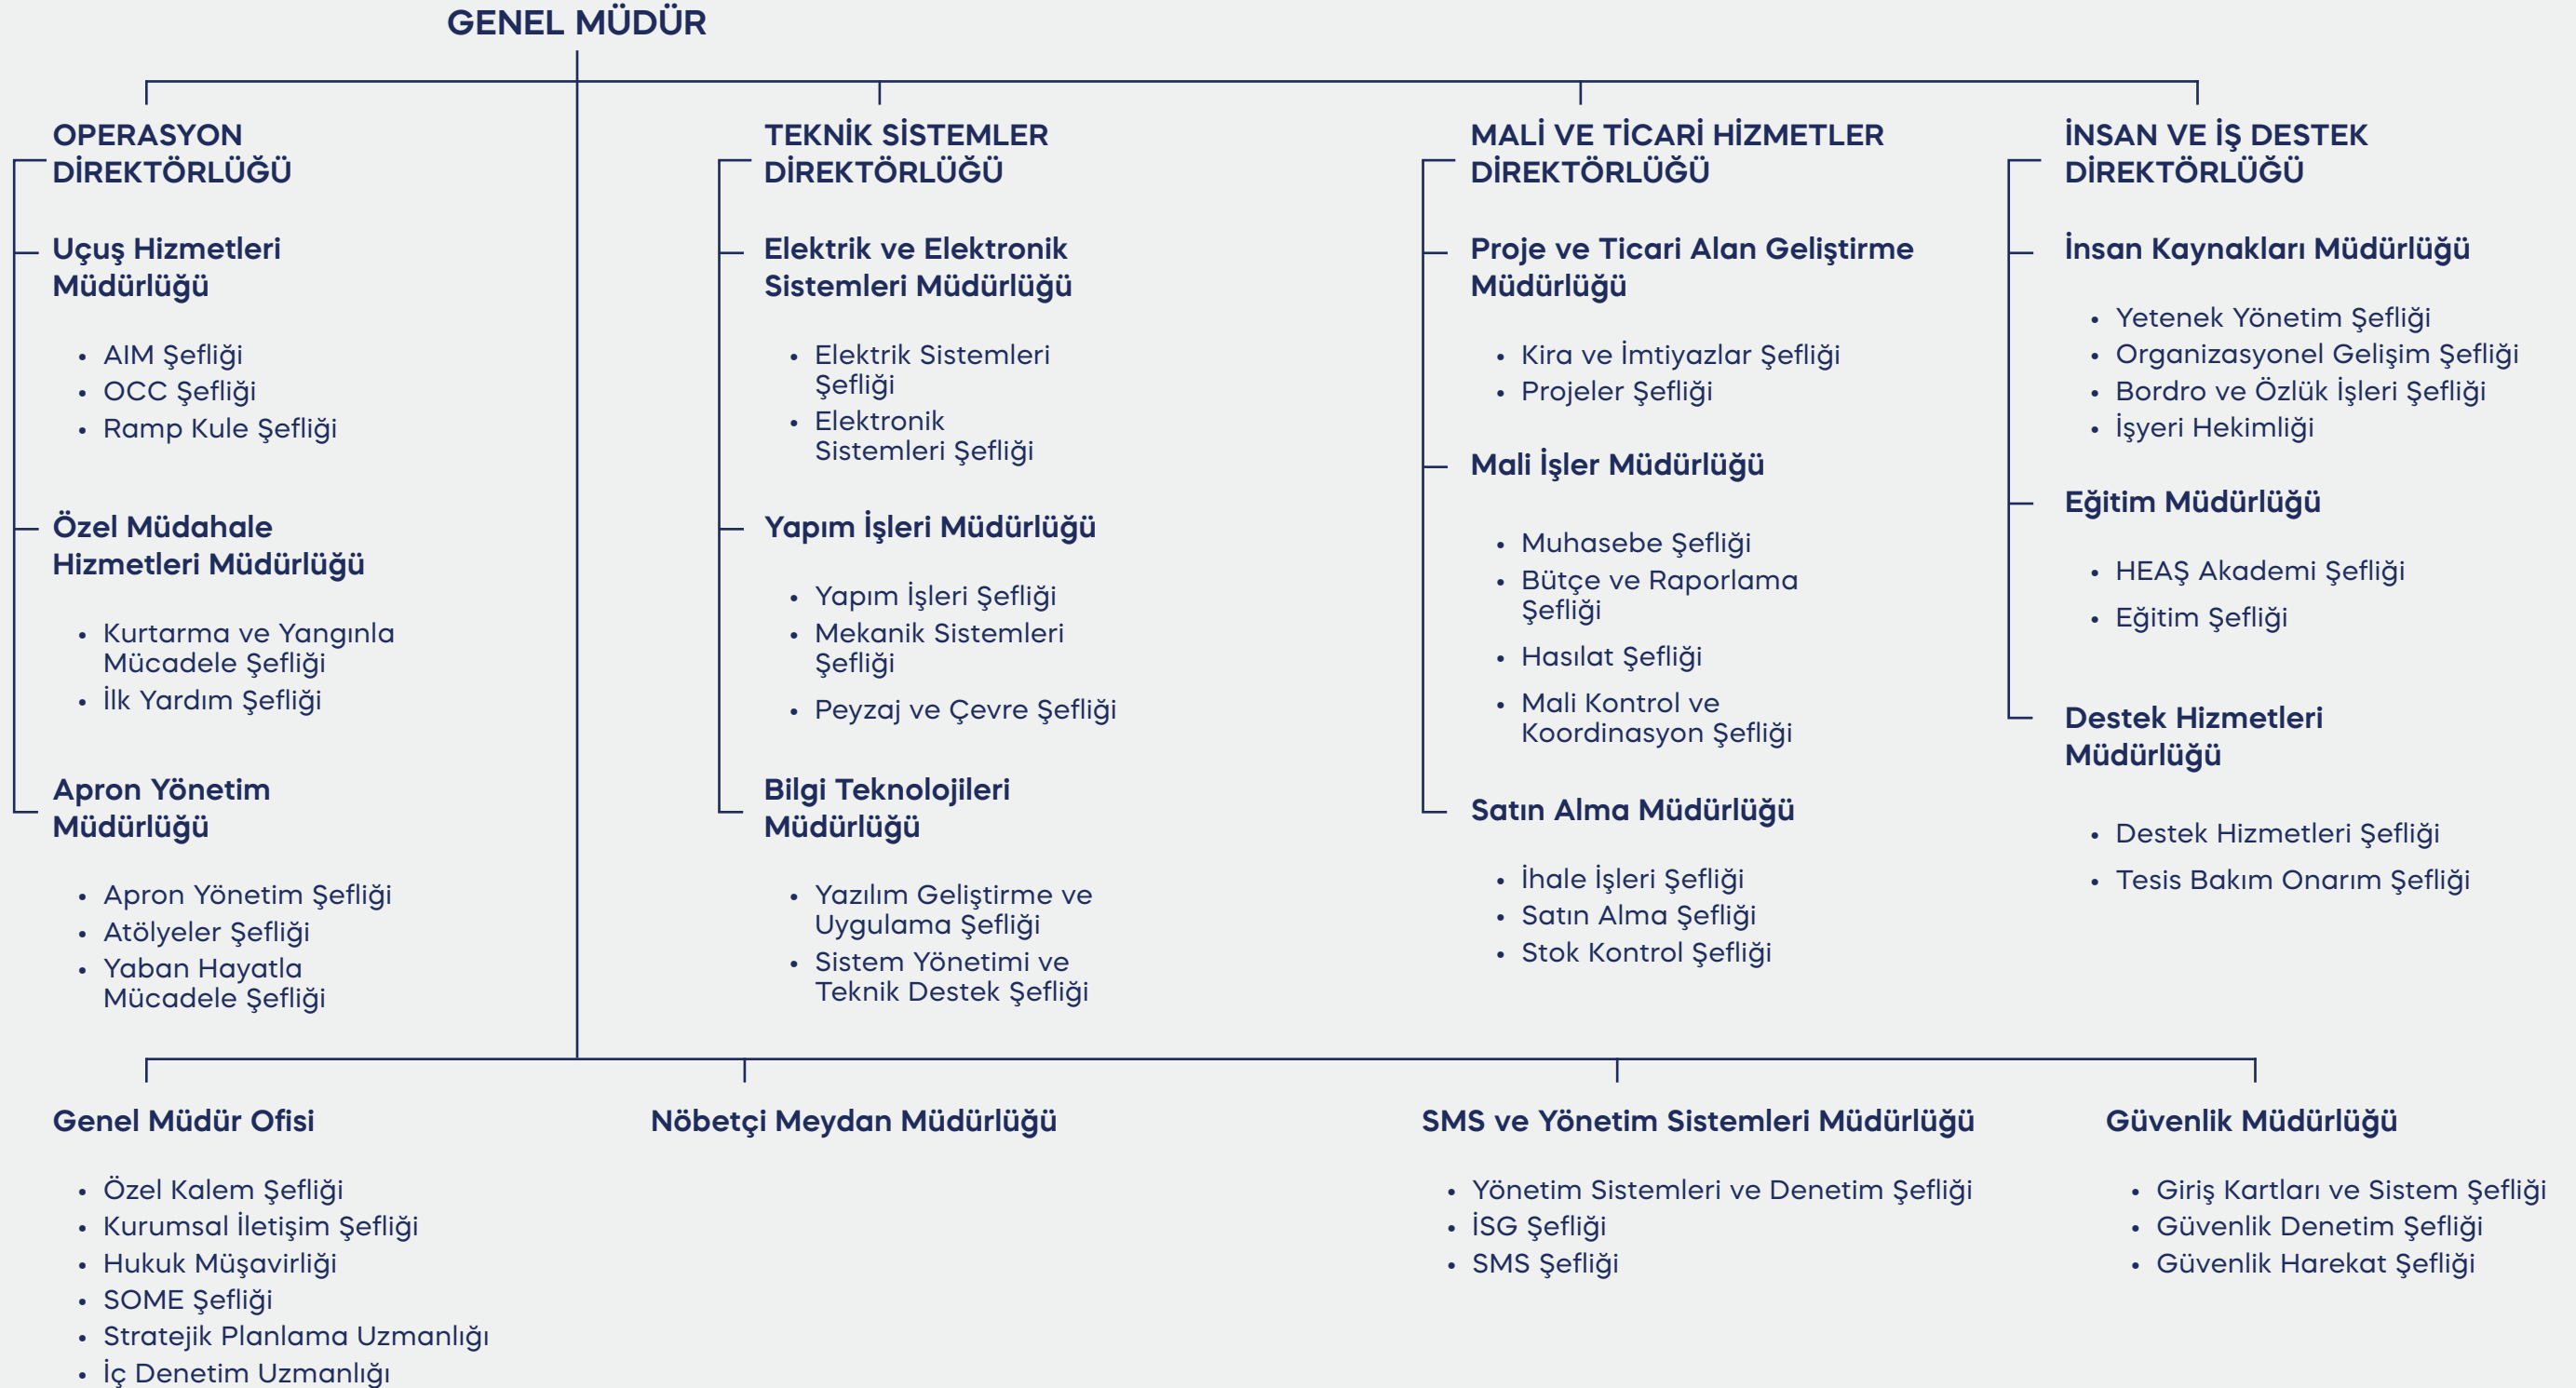 GENEL MÜDÜR
OPERASYON
DİREKTÖRLÜĞÜ
Uçuş Hizmetleri
Müdürlüğü
• AIM Şefliği
• OCC Şefliği
• Ramp Kule Şefliği
Özel Müdahale
Hizmetleri Müdürlüğü
• Kurtarma ve Yangınla
Mücadele Şefliği
• İlk Yardım Şefliği
Apron Yönetim
Müdürlüğü
• Apron Yönetim Şefliği
• Atölyeler Şefliği
• Yaban Hayatla
Mücadele Şefliği
TEKNİK SİSTEMLER
DİREKTÖRLÜĞÜ
Elektrik ve Elektronik
Sistemleri Müdürlüğü
• Elektrik Sistemleri
Şefliği
• Elektronik
Sistemleri Şefliği
Yapım İşleri Müdürlüğü
• Yapım İşleri Şefliği
• Mekanik Sistemleri
Şefliği
• Peyzaj ve Çevre Şefliği
Bilgi Teknolojileri
Müdürlüğü
• Yazılım Geliştirme ve
Uygulama Şefliği
• Sistem Yönetimi ve
Teknik Destek Şefliği
MALİ VE TİCARİ HİZMETLER
DİREKTÖRLÜĞÜ
Proje ve Ticari Alan Geliştirme
Müdürlüğü
• Kira ve İmtiyazlar Şefliği
• Projeler Şefliği
Mali İşler Müdürlüğü
• Muhasebe Şefliği
• Bütçe ve Raporlama
Şefliği
• Hasılat Şefliği
• Mali Kontrol ve
Koordinasyon Şefliği
Satın Alma Müdürlüğü
• İhale İşleri Şefliği
• Satın Alma Şefliği
• Stok Kontrol Şefliği
İNSAN VE İŞ DESTEK
DİREKTÖRLÜĞÜ
İnsan Kaynakları Müdürlüğü
• Yetenek Yönetim Şefliği
• Organizasyonel Gelişim Şefliği
• Bordro ve Özlük İşleri Şefliği
• İşyeri Hekimliği
Eğitim Müdürlüğü
• HEAŞ Akademi Şefliği
• Eğitim Şefliği
Destek Hizmetleri
Müdürlüğü
• Destek Hizmetleri Şefliği
• Tesis Bakım Onarım Şefliği
Genel Müdür Ofisi
• Özel Kalem Şefliği
• Kurumsal İletişim Şefliği
• Hukuk Müşavirliği
• SOME Şefliği
• Stratejik Planlama Uzmanlığı
• İç Denetim Uzmanlığı
Nöbetçi Meydan Müdürlüğü
SMS ve Yönetim Sistemleri Müdürlüğü
• Yönetim Sistemleri ve Denetim Şefliği
• İSG Şefliği
• SMS Şefliği
Güvenlik Müdürlüğü
• Giriş Kartları ve Sistem Şefliği
• Güvenlik Denetim Şefliği
• Güvenlik Harekat Şefliği